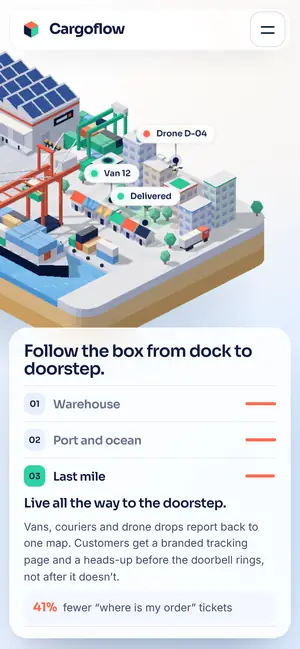 Cargoflow
Drone D-04
Van 12
Delivered
Follow the box from dock to
doorstep.
01 Warehouse
02 Port and ocean
03 Last mile
Live all the way to the doorstep.
Vans, couriers and drone drops report back to
one map. Customers get a branded tracking
page and a heads-up before the doorbell rings,
not after it doesn’t.
41% fewer “where is my order” tickets